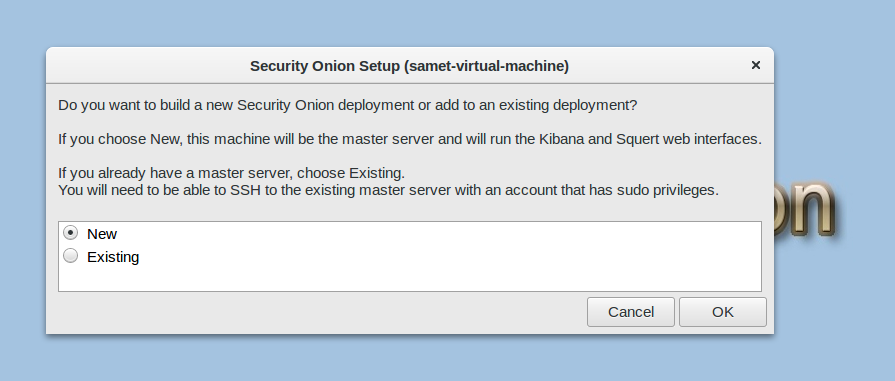 Security Onion Setup (samet-virtual-machine)
Do you want to build a new Security Onion deployment or add to an existing deployment?
If you choose New, this machine will be the master server and will run the Kibana and Squert web interfaces.
If you already have a master server, choose Existing.
You will need to be able to SSH to the existing master server with an account that has sudo privileges.
on
New
Existing
Cancel
OK